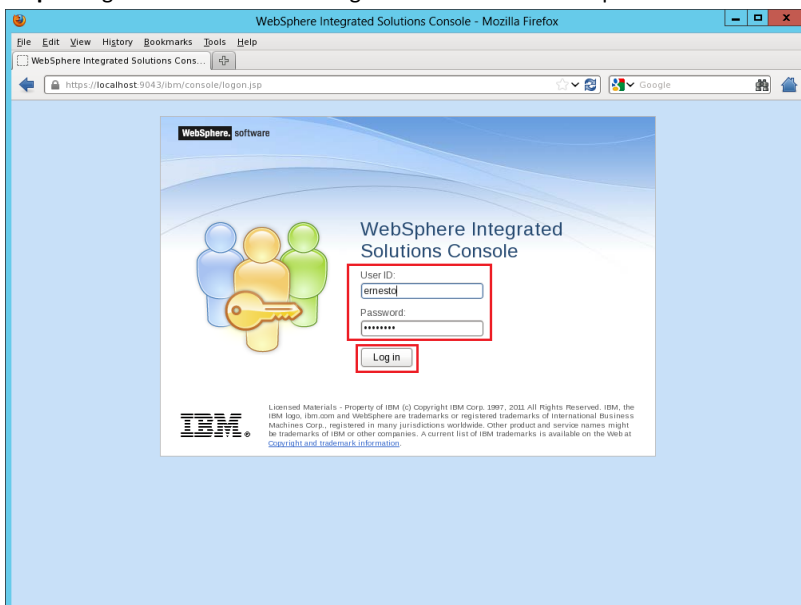 WebSphere Integrated Solutions Console - Mozilla Firefox
File Edit View History Bookmarks Tools Help
WebSphere Integrated Solutions Cons...
https://localhost:9043/ibm/console/logon.jsp Google
WebSphere. software
WebSphere Integrated
Solutions Console
User ID:
ernesto
Password:
••••••••
Log in
IBM.
Licensed Materials - Property of IBM (c) Copyright IBM Corp. 1997, 2011 All Rights Reserved. IBM, the
IBM logo, ibm.com and WebSphere are trademarks or registered trademarks of International Business
Machines Corp., registered in many jurisdictions worldwide. Other product and service names might
be trademarks of IBM or other companies. A current list of IBM trademarks is available on the Web at
Copyright and trademark information.